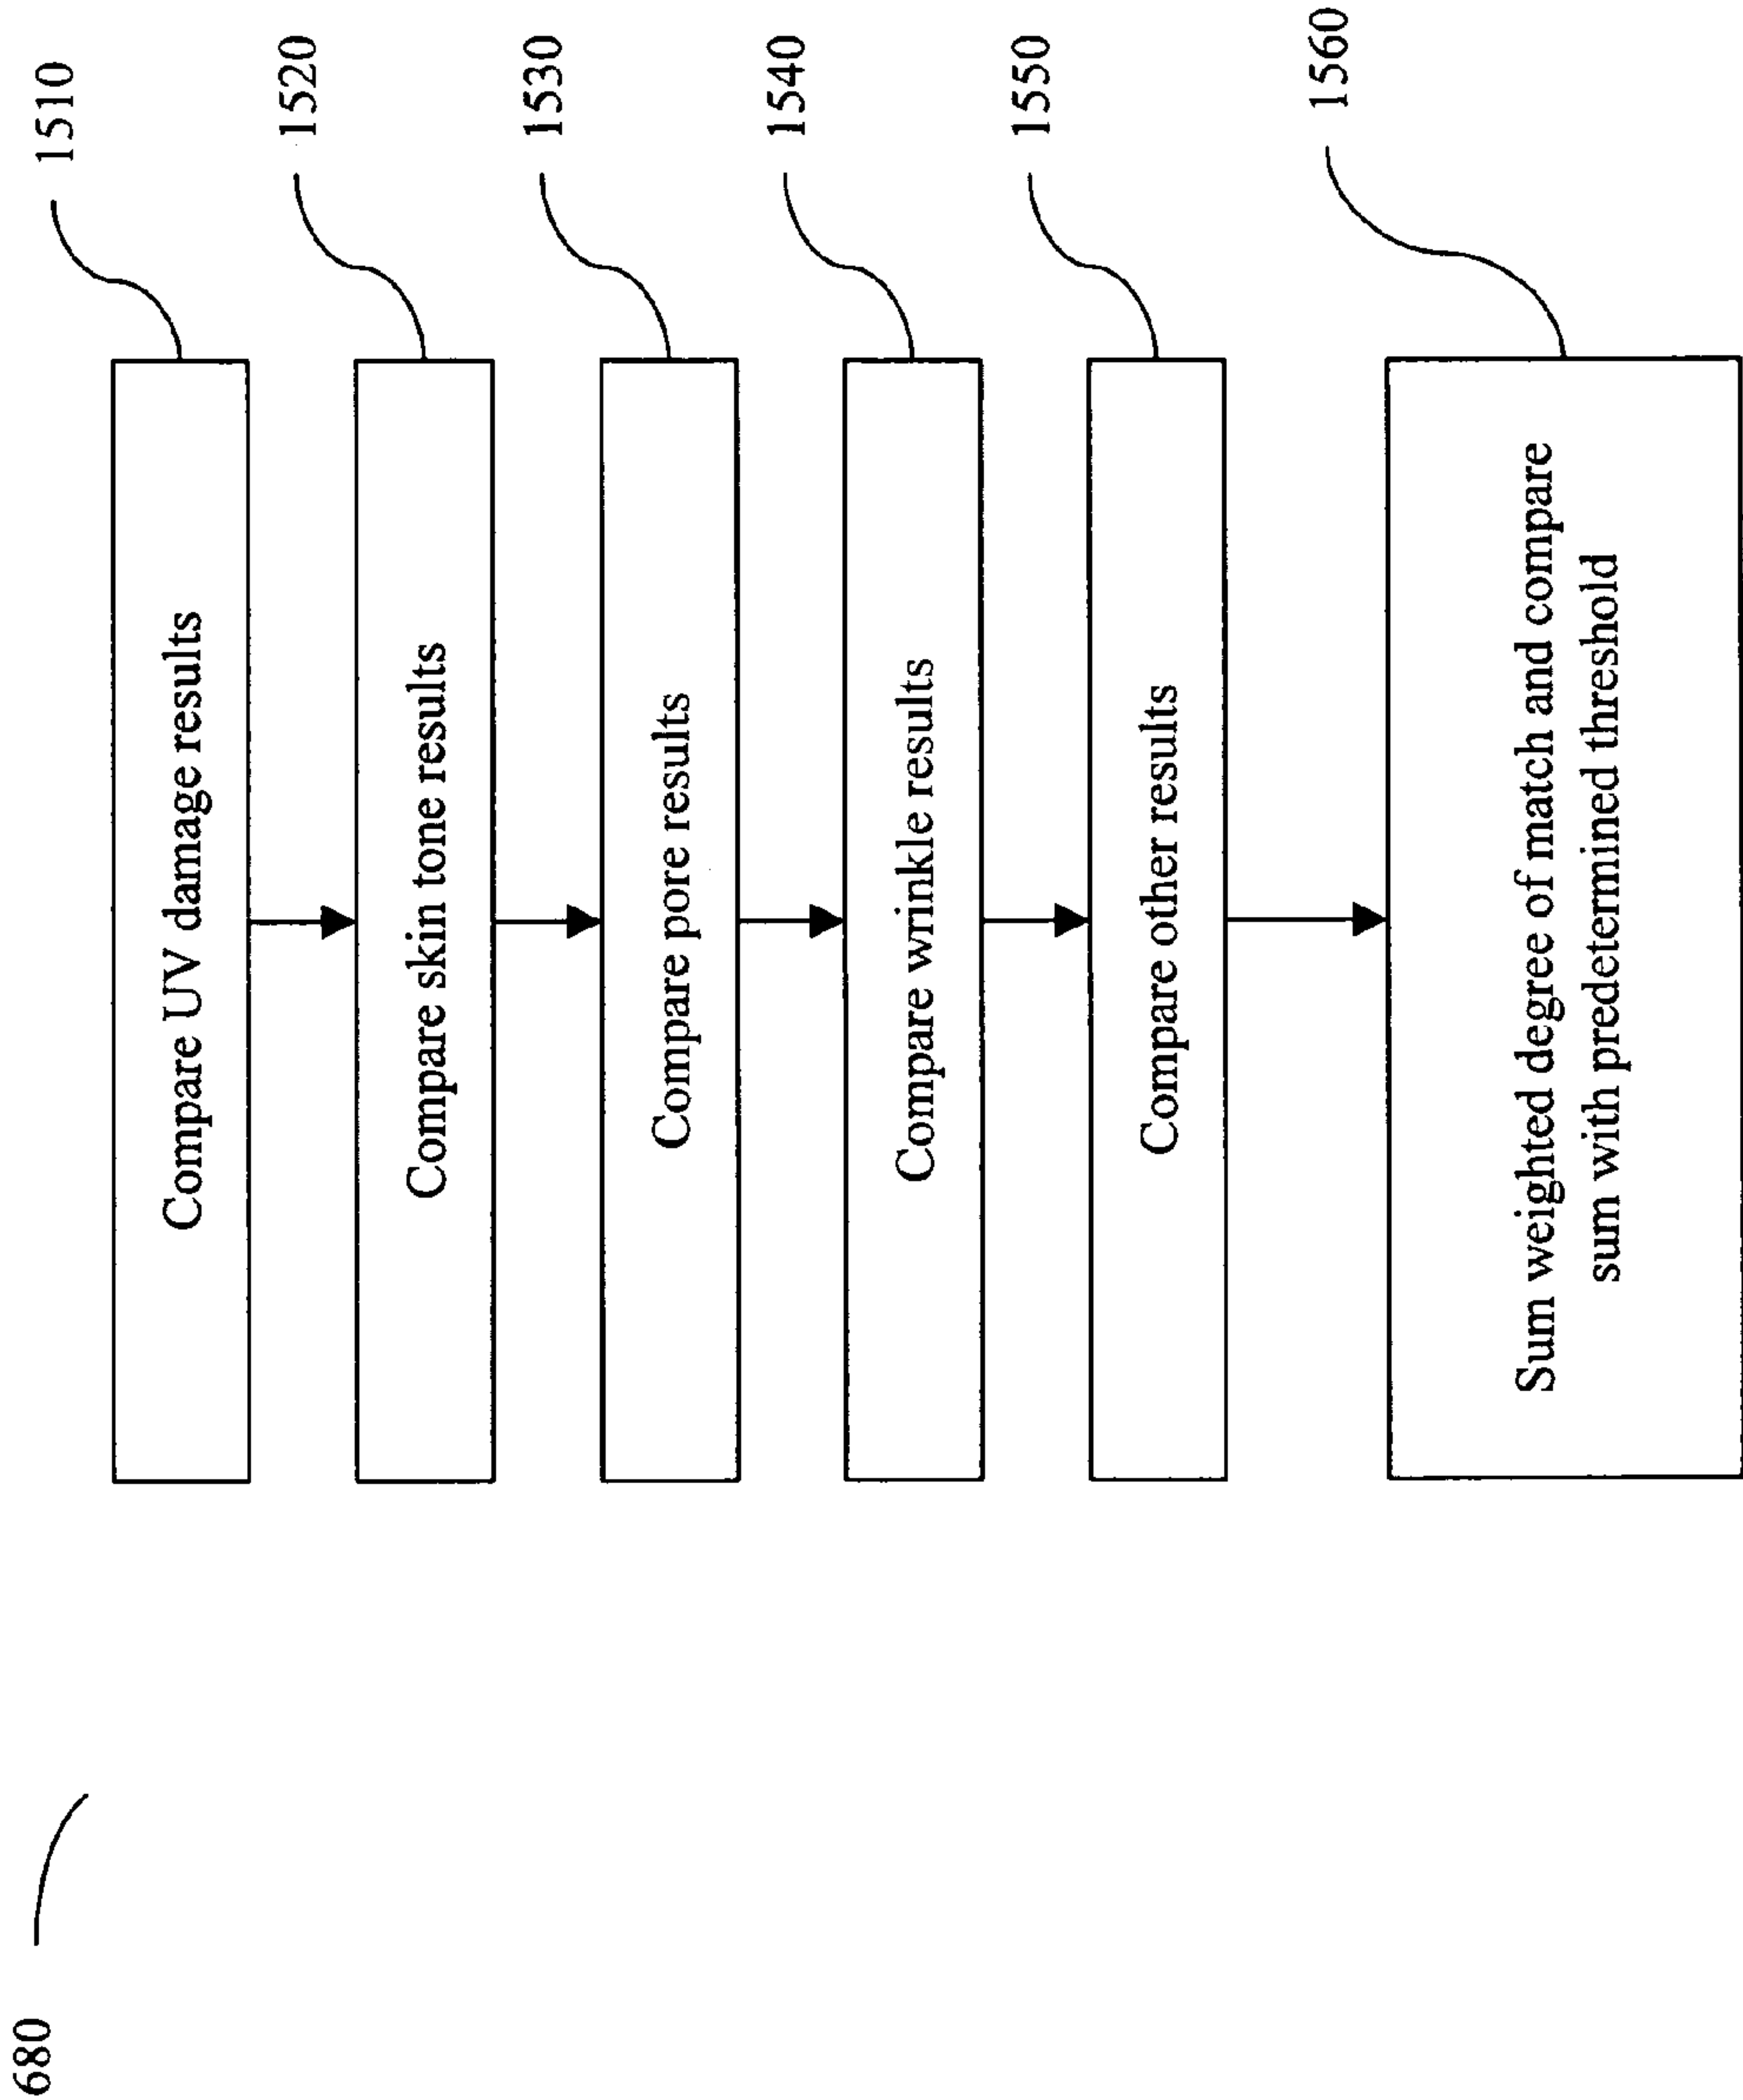 680
Compare UV damage results
1510
Compare skin tone results
1520
Compare pore results
1530
Compare wrinkle results
1540
Compare other results
1550
Sum weighted degree of match and compare
sum with predetermined threshold
1560